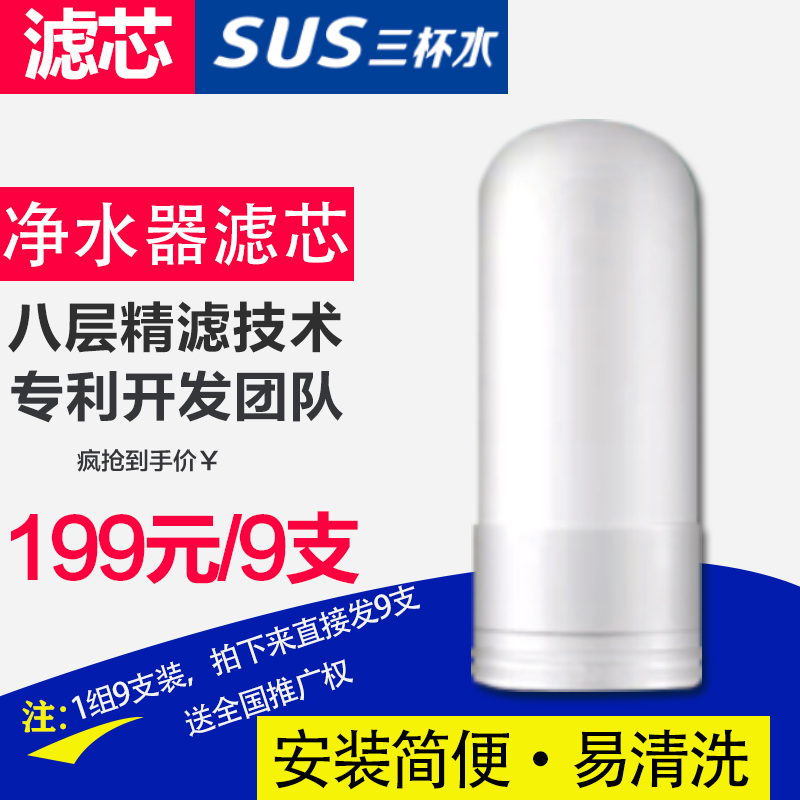 滤芯 SUS三杯水
净水器滤芯
八层精滤技术
专利开发团队
疯抢到手价￥
199元/9支
注：1组9支装，拍下来直接发9支
送全国推广权
安装简便·易清洗